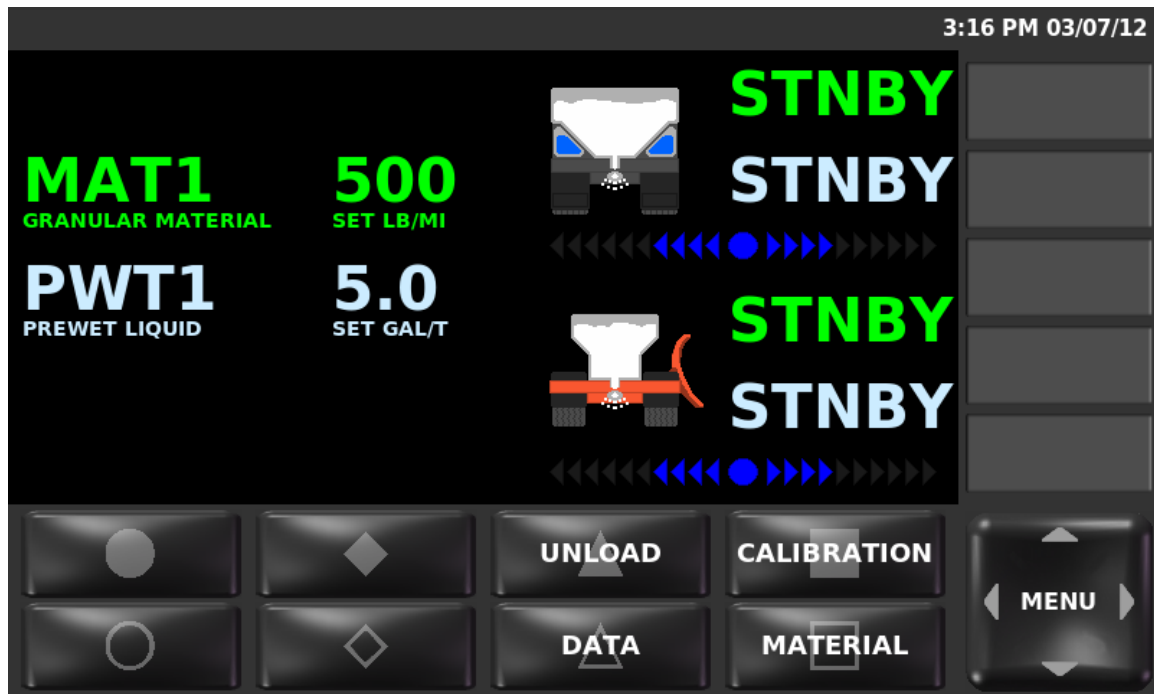 3:16 PM 03/07/12
STNBY
MAT1 500 STNBY
GRANULAR MATERIAL SET LB/MI
PWT1 5.0 STNBY
PREWET LIQUID SET GAL/T
STNBY
UNLOAD CALIBRATION
MENU
DATA MATERIAL